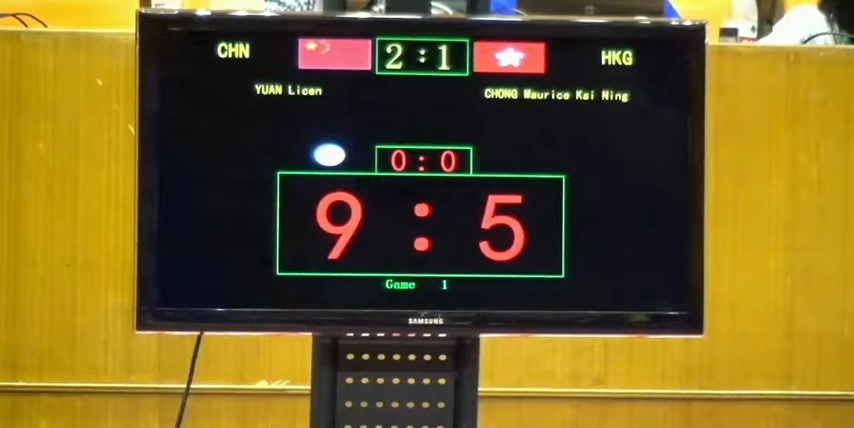 CHN 2 : 1 HKG
YUAN Licen CHONG Maurice Kai Ning
0 : 0
9 : 5
Game 1
SAMSUNG